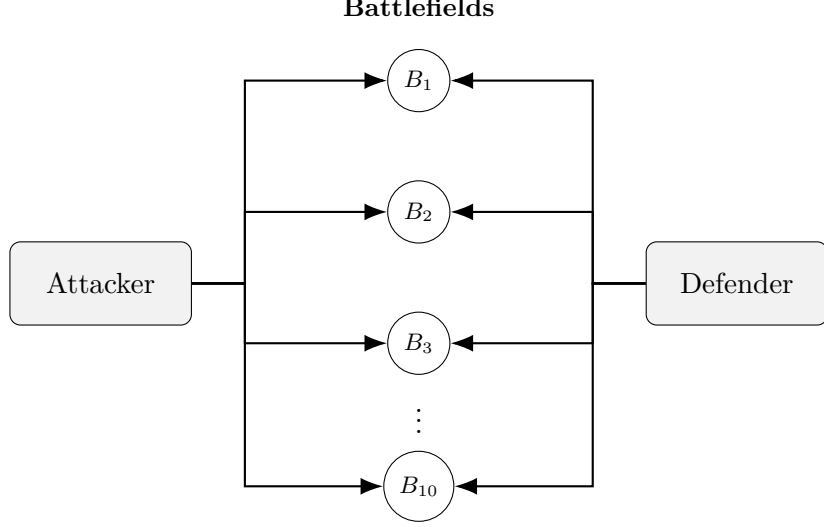 Battlefields
B1
B2
Attacker
Defender
B3
⋮
B10